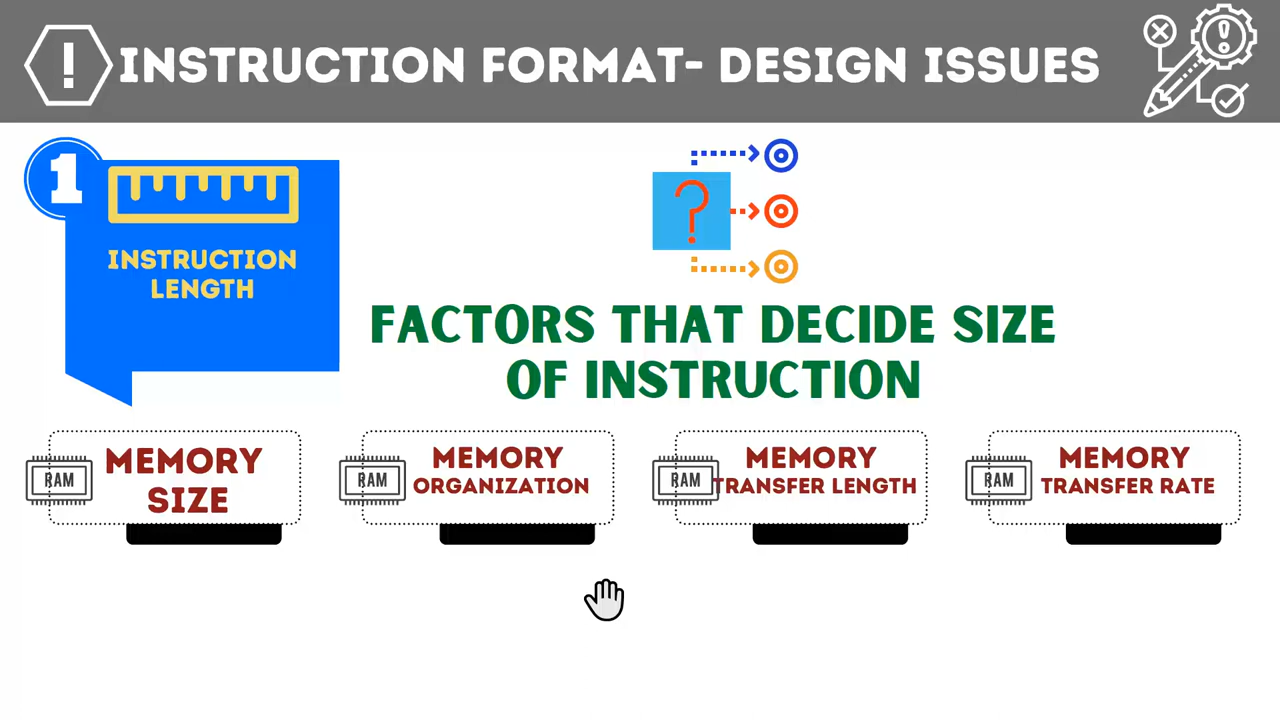 INSTRUCTION FORMAT- DESIGN ISSUES
1
INSTRUCTION
LENGTH
?
FACTORS THAT DECIDE SIZE
OF INSTRUCTION
RAM
MEMORY
SIZE
RAM
MEMORY
ORGANIZATION
RAM
MEMORY
TRANSFER LENGTH
RAM
MEMORY
TRANSFER RATE